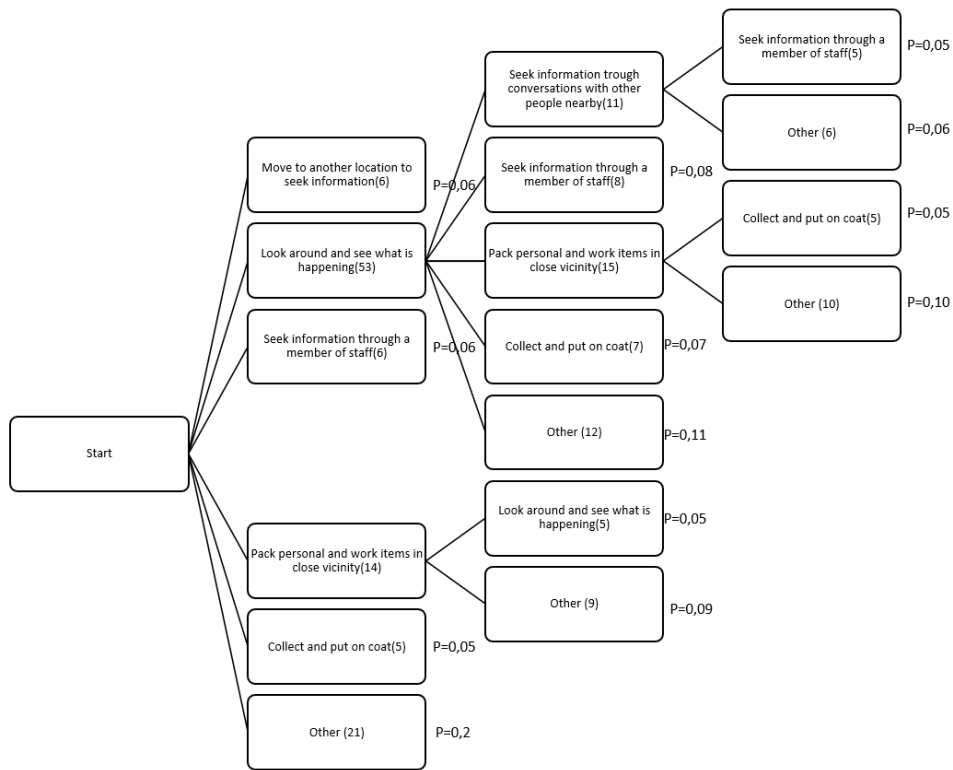 Start
Move to another location to
seek information(6)
P=0,06
Look around and see what is
happening(53)
Seek information through a
member of staff(6)
P=0,06
Pack personal and work items in
close vicinity(14)
Collect and put on coat(5)
P=0,05
Other (21)
P=0,2
Seek information trough
conversations with other
people nearby(11)
Seek information through a
member of staff(8)
P=0,08
Pack personal and work items in
close vicinity(15)
Collect and put on coat(7)
P=0,07
Other (12)
P=0,11
Look around and see what is
happening(5)
P=0,05
Other (9)
P=0,09
Seek information through a
member of staff(5)
P=0,05
Other (6)
P=0,06
Collect and put on coat(5)
P=0,05
Other (10)
P=0,10